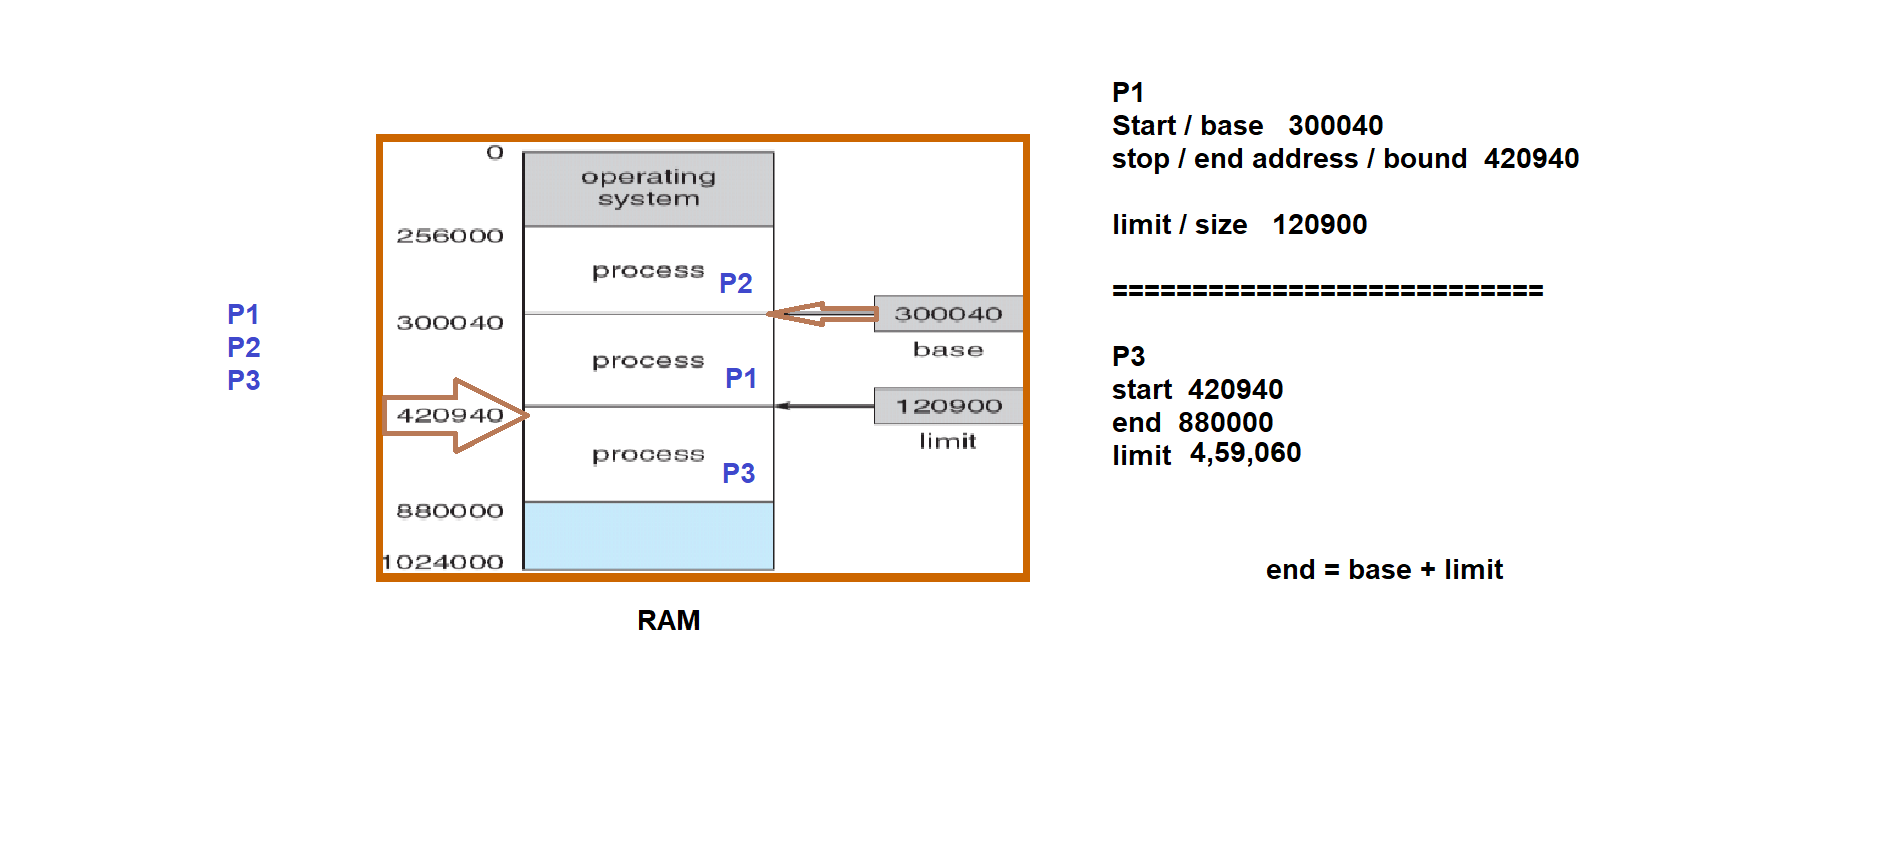 P1
P2
P3
0
operating
system
256000
process P2
300040
300040
base
process P1
420940
120900
limit
process P3
880000
1024000
RAM
P1
Start / base 300040
stop / end address / bound 420940
limit / size 120900
===========================
P3
start 420940
end 880000
limit 4,59,060
end = base + limit